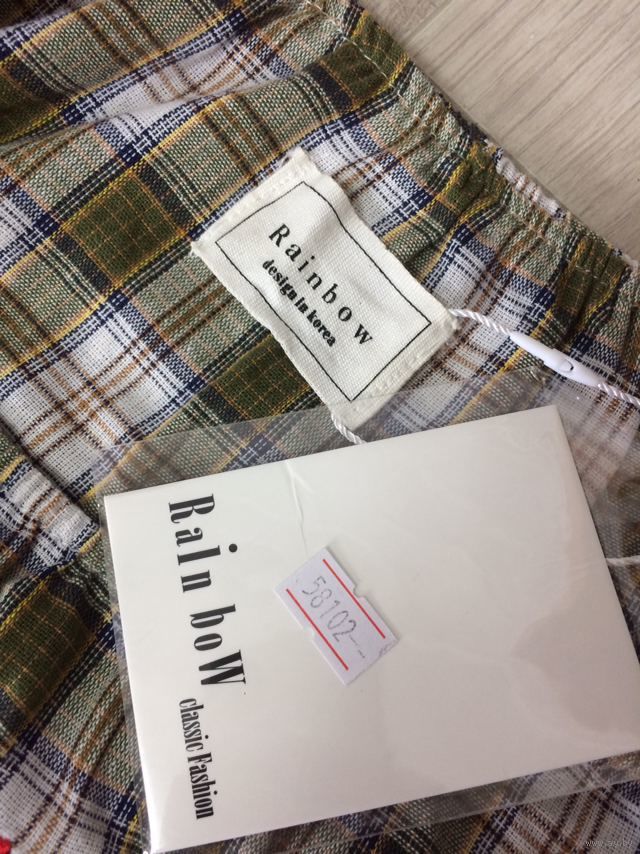 Rainbow
design in korea
RaIn boW
classic Fashion
58102--